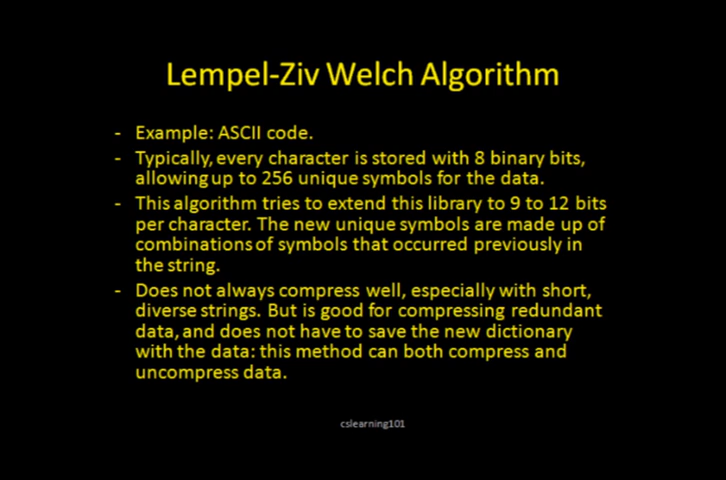 Lempel-Ziv Welch Algorithm
- Example: ASCII code.
- Typically, every character is stored with 8 binary bits,
allowing up to 256 unique symbols for the data.
- This algorithm tries to extend this library to 9 to 12 bits
per character. The new unique symbols are made up of
combinations of symbols that occurred previously in
the string.
- Does not always compress well, especially with short,
diverse strings. But is good for compressing redundant
data, and does not have to save the new dictionary
with the data: this method can both compress and
uncompress data.
cslearning101